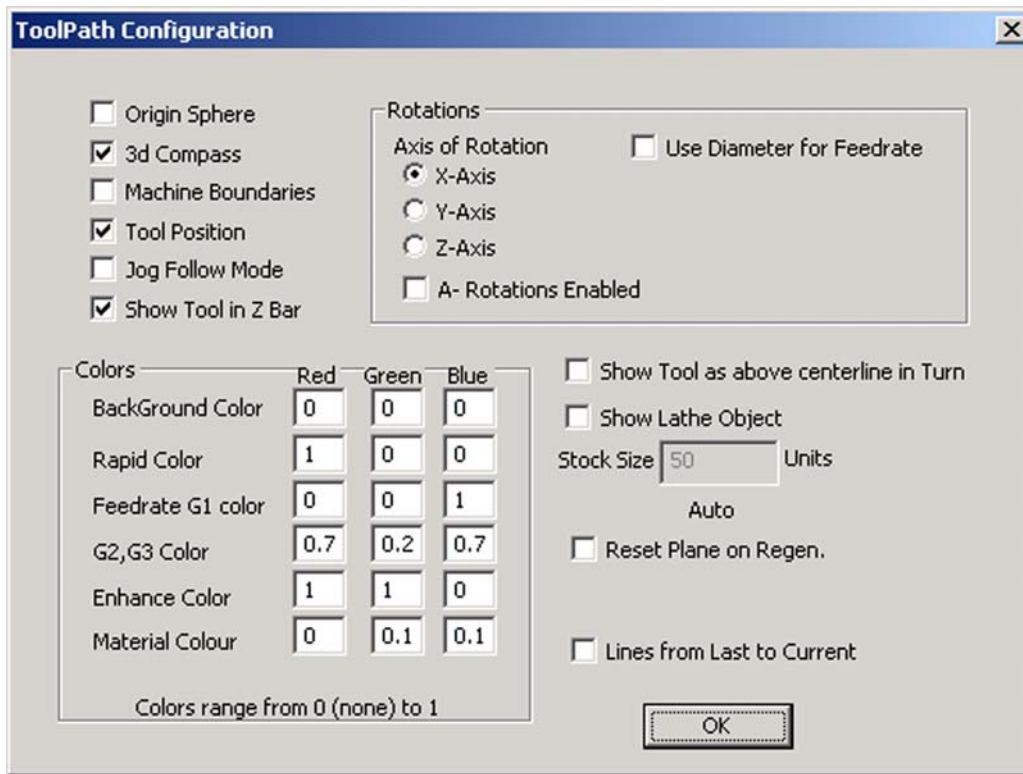 ToolPath Configuration
Origin Sphere
3d Compass
Machine Boundaries
Tool Position
Jog Follow Mode
Show Tool in Z Bar
Rotations
Axis of Rotation
X-Axis
Y-Axis
Z-Axis
A- Rotations Enabled
Use Diameter for Feedrate
Colors
Red Green Blue
BackGround Color 0 0 0
Rapid Color 1 0 0
Feedrate G1 color 0 0 1
G2,G3 Color 0.7 0.2 0.7
Enhance Color 1 1 0
Material Colour 0 0.1 0.1
Colors range from 0 (none) to 1
Show Tool as above centerline in Turn
Show Lathe Object
Stock Size 50 Units
Auto
Reset Plane on Regen.
Lines from Last to Current
OK